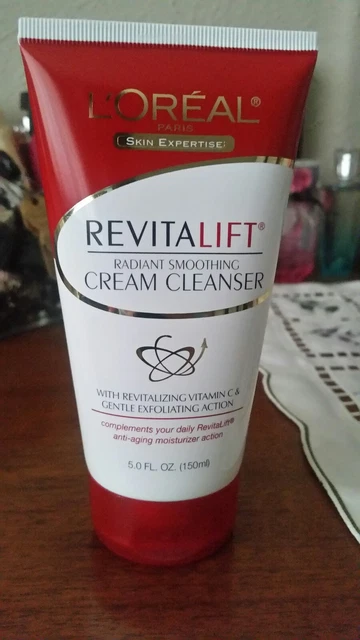 L'ORÉAL®
PARIS
SKIN EXPERTISE
REVITALIFT®
RADIANT SMOOTHING
CREAM CLEANSER
WITH REVITALIZING VITAMIN C &
GENTLE EXFOLIATING ACTION
complements your daily RevitaLift®
anti-aging moisturizer action
5.0 FL. OZ. (150ml)